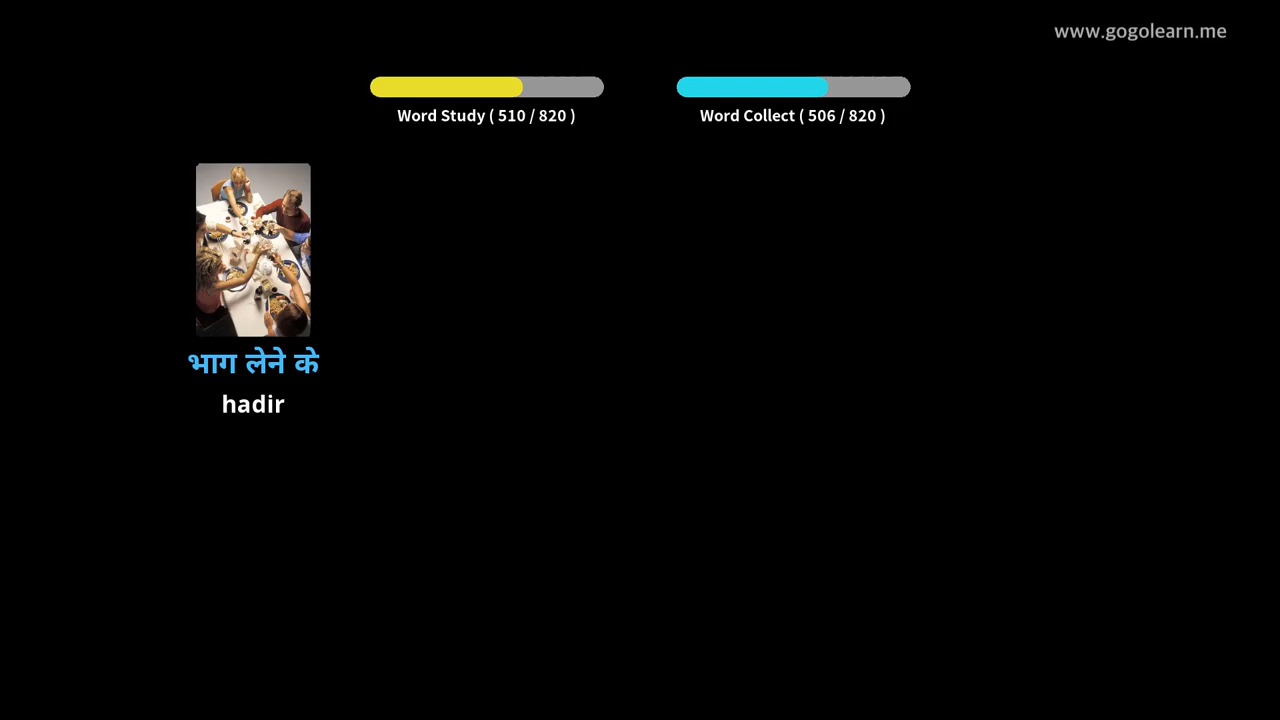 www.gogolearn.me
Word Study ( 510 / 820 )
Word Collect ( 506 / 820 )
भाग लेने के
hadir